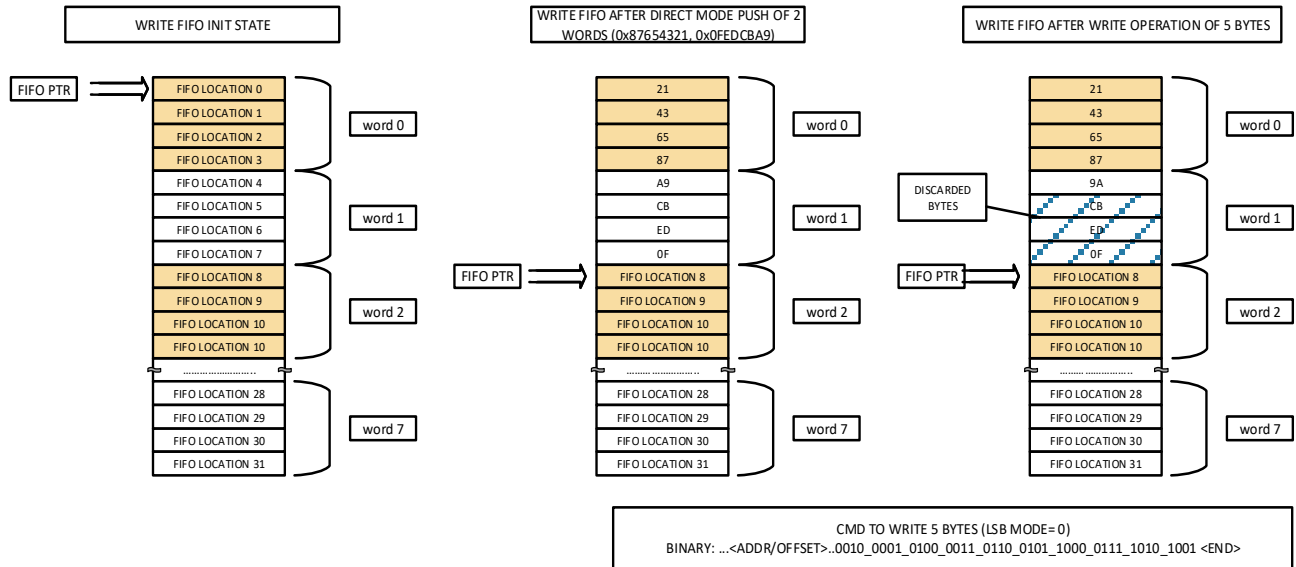 WRITE FIFO INIT STATE
WRITE FIFO AFTER DIRECT MODE PUSH OF 2
WORDS (0x87654321, 0x0FEDCBA9)
WRITE FIFO AFTER WRITE OPERATION OF 5 BYTES
FIFO PTR
FIFO LOCATION 0
FIFO LOCATION 1
FIFO LOCATION 2
FIFO LOCATION 3
FIFO LOCATION 4
FIFO LOCATION 5
FIFO LOCATION 6
FIFO LOCATION 7
FIFO LOCATION 8
FIFO LOCATION 9
FIFO LOCATION 10
FIFO LOCATION 10
...........................
FIFO LOCATION 28
FIFO LOCATION 29
FIFO LOCATION 30
FIFO LOCATION 31
word 0
word 1
word 2
word 7
FIFO PTR
21
43
65
87
A9
CB
ED
0F
FIFO LOCATION 8
FIFO LOCATION 9
FIFO LOCATION 10
FIFO LOCATION 10
...........................
FIFO LOCATION 28
FIFO LOCATION 29
FIFO LOCATION 30
FIFO LOCATION 31
word 0
word 1
word 2
word 7
DISCARDED
BYTES
FIFO PTR
21
43
65
87
9A
CB
ED
0F
FIFO LOCATION 8
FIFO LOCATION 9
FIFO LOCATION 10
FIFO LOCATION 10
...........................
FIFO LOCATION 28
FIFO LOCATION 29
FIFO LOCATION 30
FIFO LOCATION 31
word 0
word 1
word 2
word 7
CMD TO WRITE 5 BYTES (LSB MODE= 0)
BINARY: ...<ADDR/OFFSET>..0010_0001_0100_0011_0110_0101_1000_0111_1010_1001 <END>